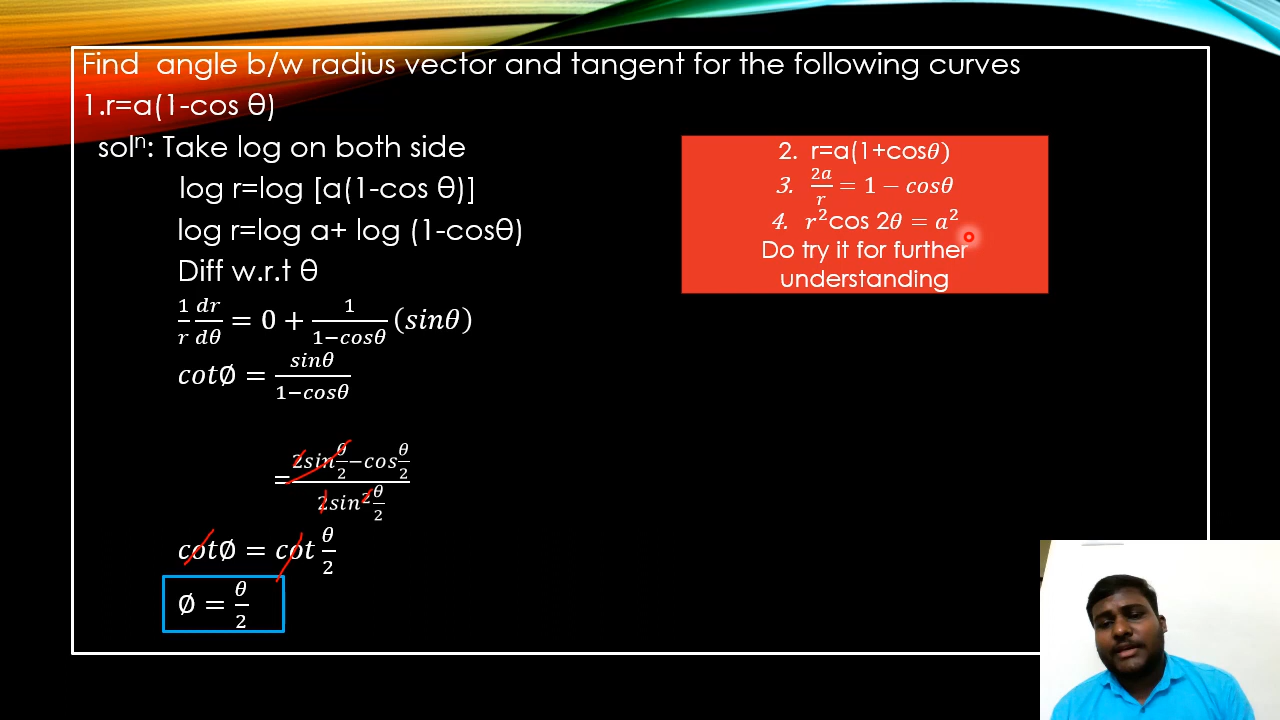 Find angle b/w radius vector and tangent for the following curves
1.r=a(1-cos θ)
solⁿ: Take log on both side
log r=log [a(1-cos θ)]
log r=log a+ log (1-cosθ)
Diff w.r.t θ
1/r dr/dθ = 0 + 1/(1−cosθ) (sinθ)
cot∅ = sinθ/(1−cosθ)
= (2sin θ/2 −cos θ/2)/(2sin² θ/2)
cot∅ = cot θ/2
∅ = θ/2
2. r=a(1+cosθ)
3. 2a/r = 1 − cosθ
4. r²cos 2θ = a²
Do try it for further
understanding